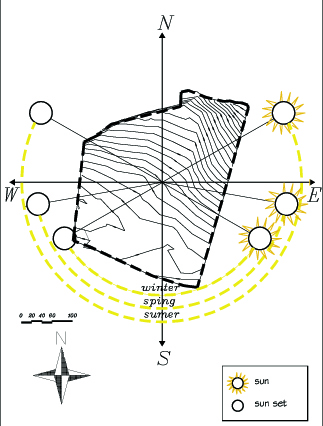 N
W
E
winter
sping
sumer
S
0 20 40 60 100
N
sun
sun set